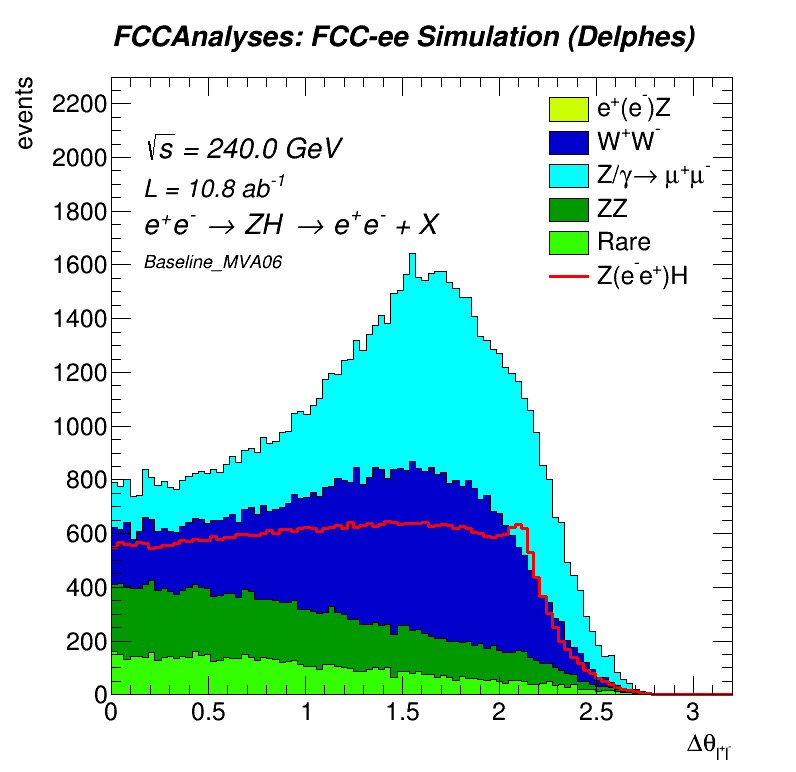 FCCAnalyses: FCC-ee Simulation (Delphes)
events
2200
2000
1800
1600
1400
1200
1000
800
600
400
200
0
√s = 240.0 GeV
L = 10.8 ab⁻¹
e⁺e⁻ → ZH → e⁺e⁻ + X
Baseline_MVA06
e⁺(e⁻)Z
W⁺W⁻
Z/γ→ μ⁺μ⁻
ZZ
Rare
Z(e⁻e⁺)H
0 0.5 1 1.5 2 2.5 3
Δθ_l⁺l⁻